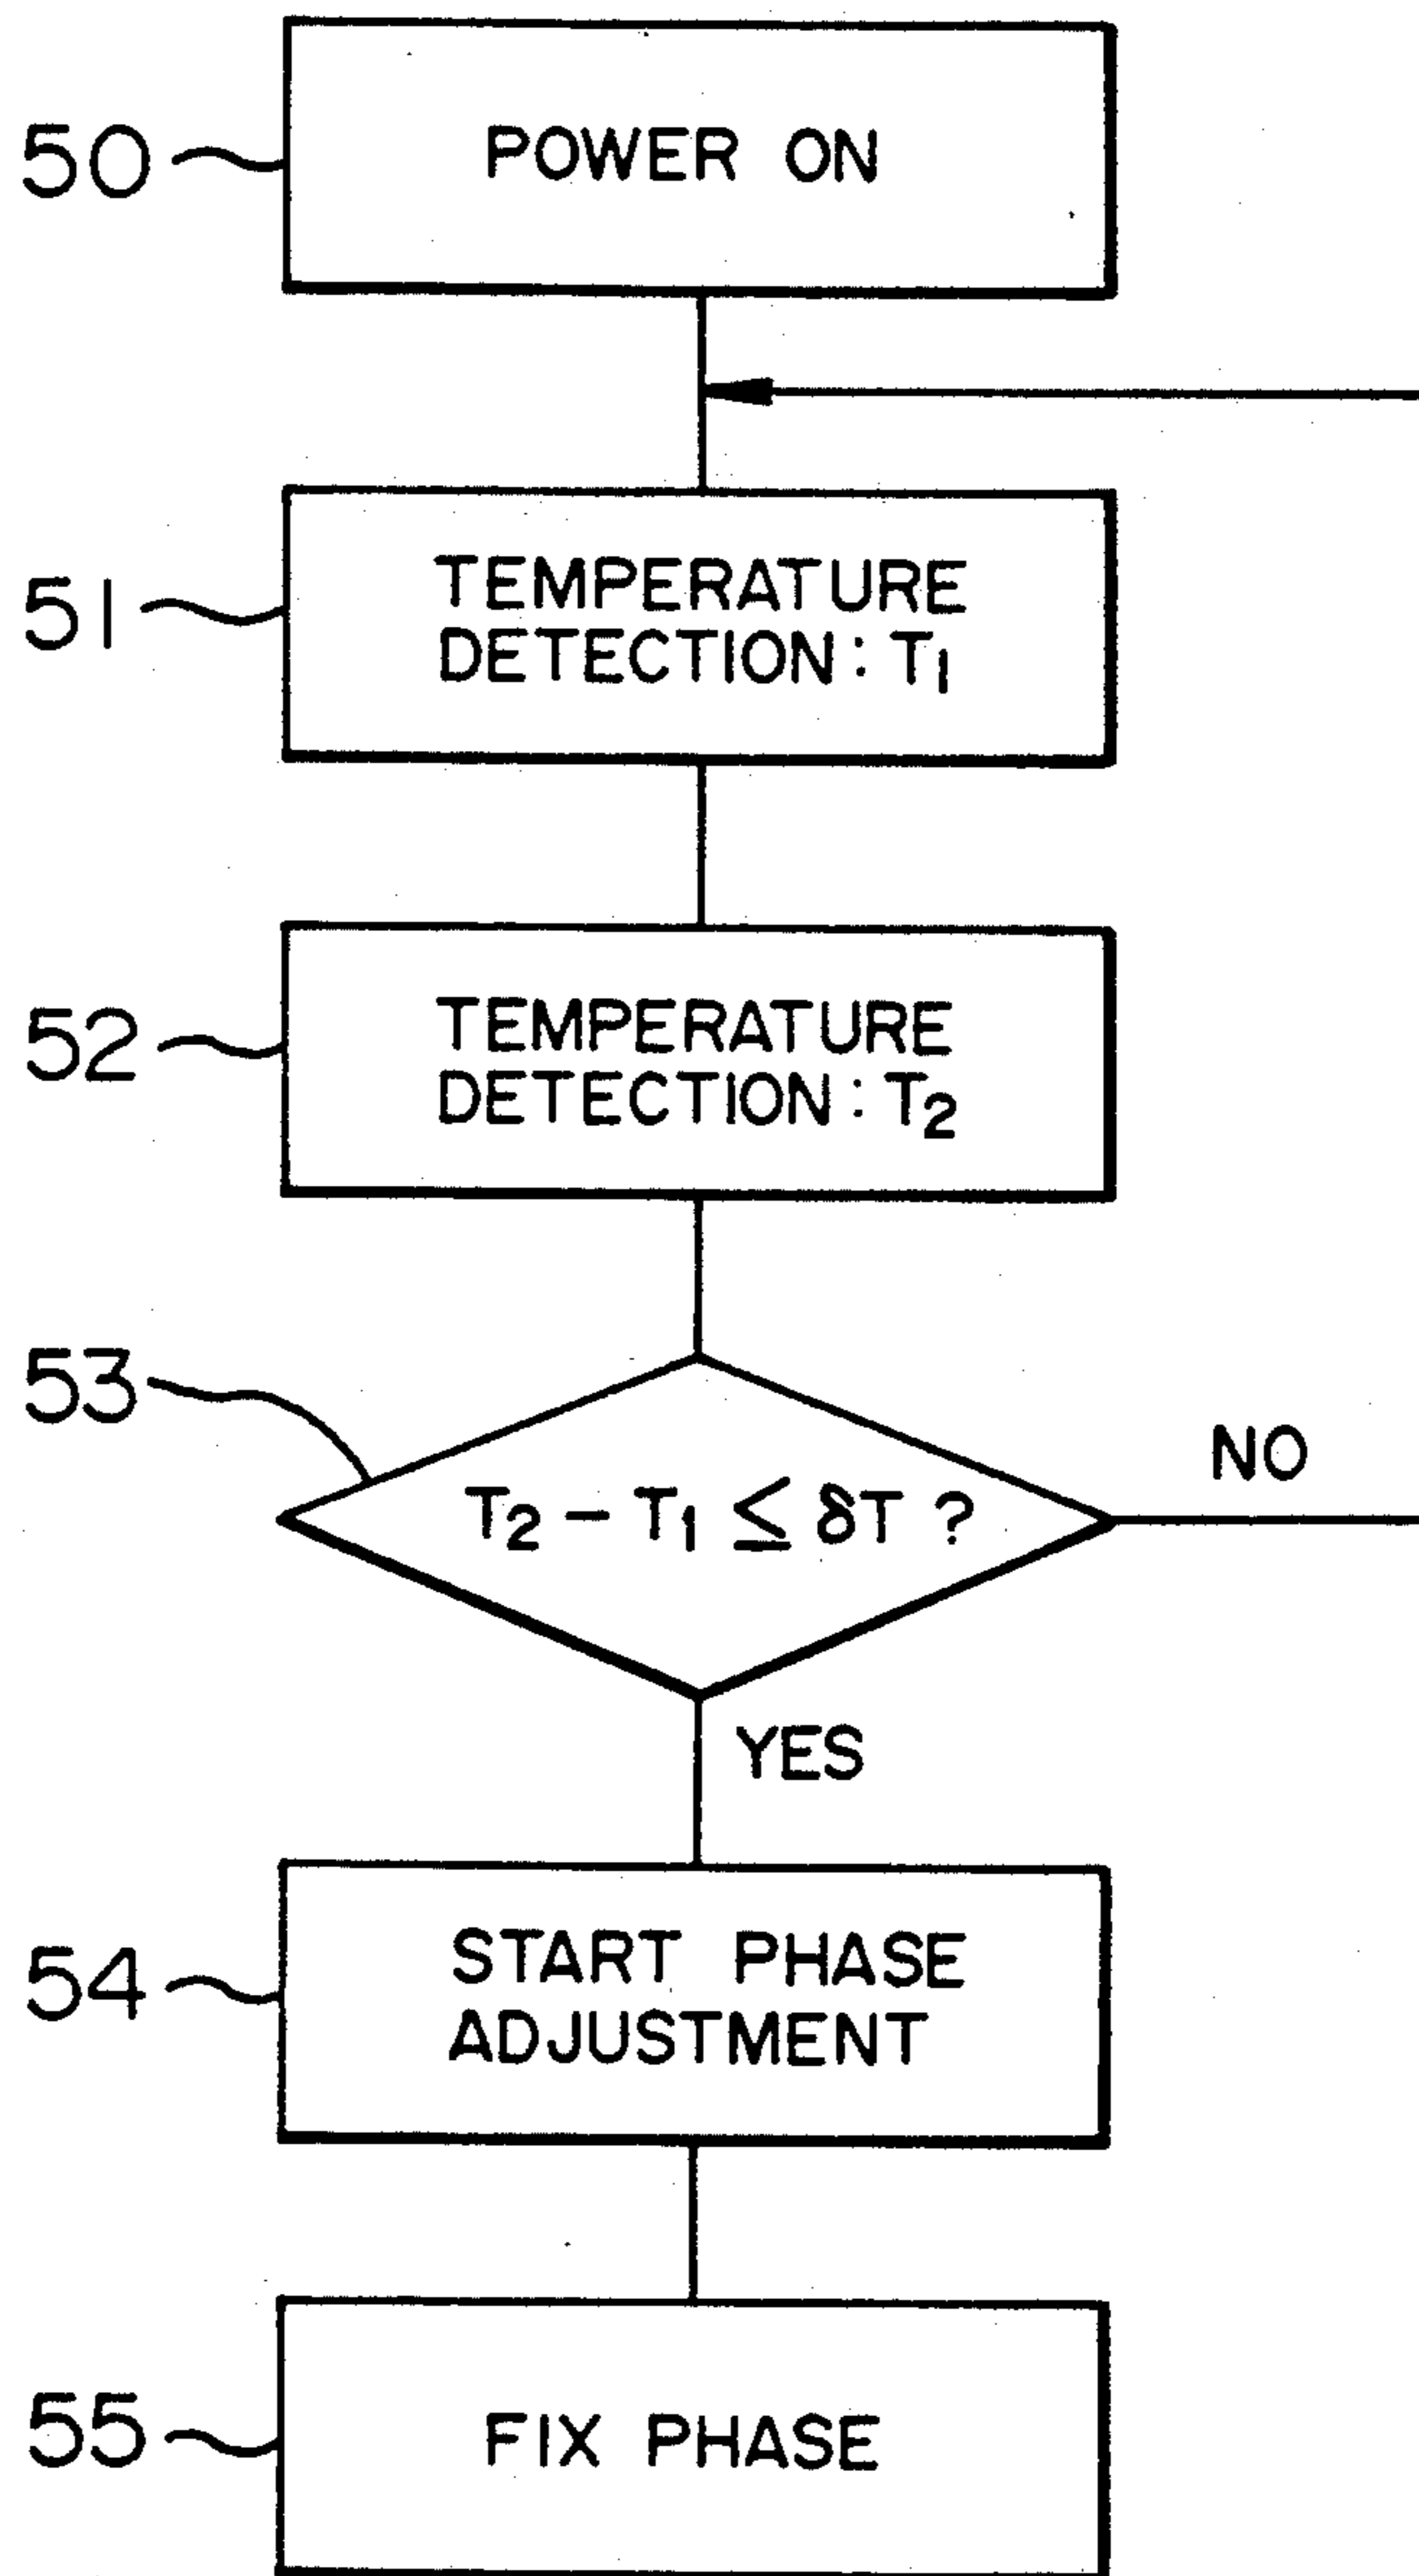 50
POWER ON
51
TEMPERATURE
DETECTION: T₁
52
TEMPERATURE
DETECTION: T₂
53
T₂ - T₁ ≤ δT ?
NO
YES
54
START PHASE
ADJUSTMENT
55
FIX PHASE